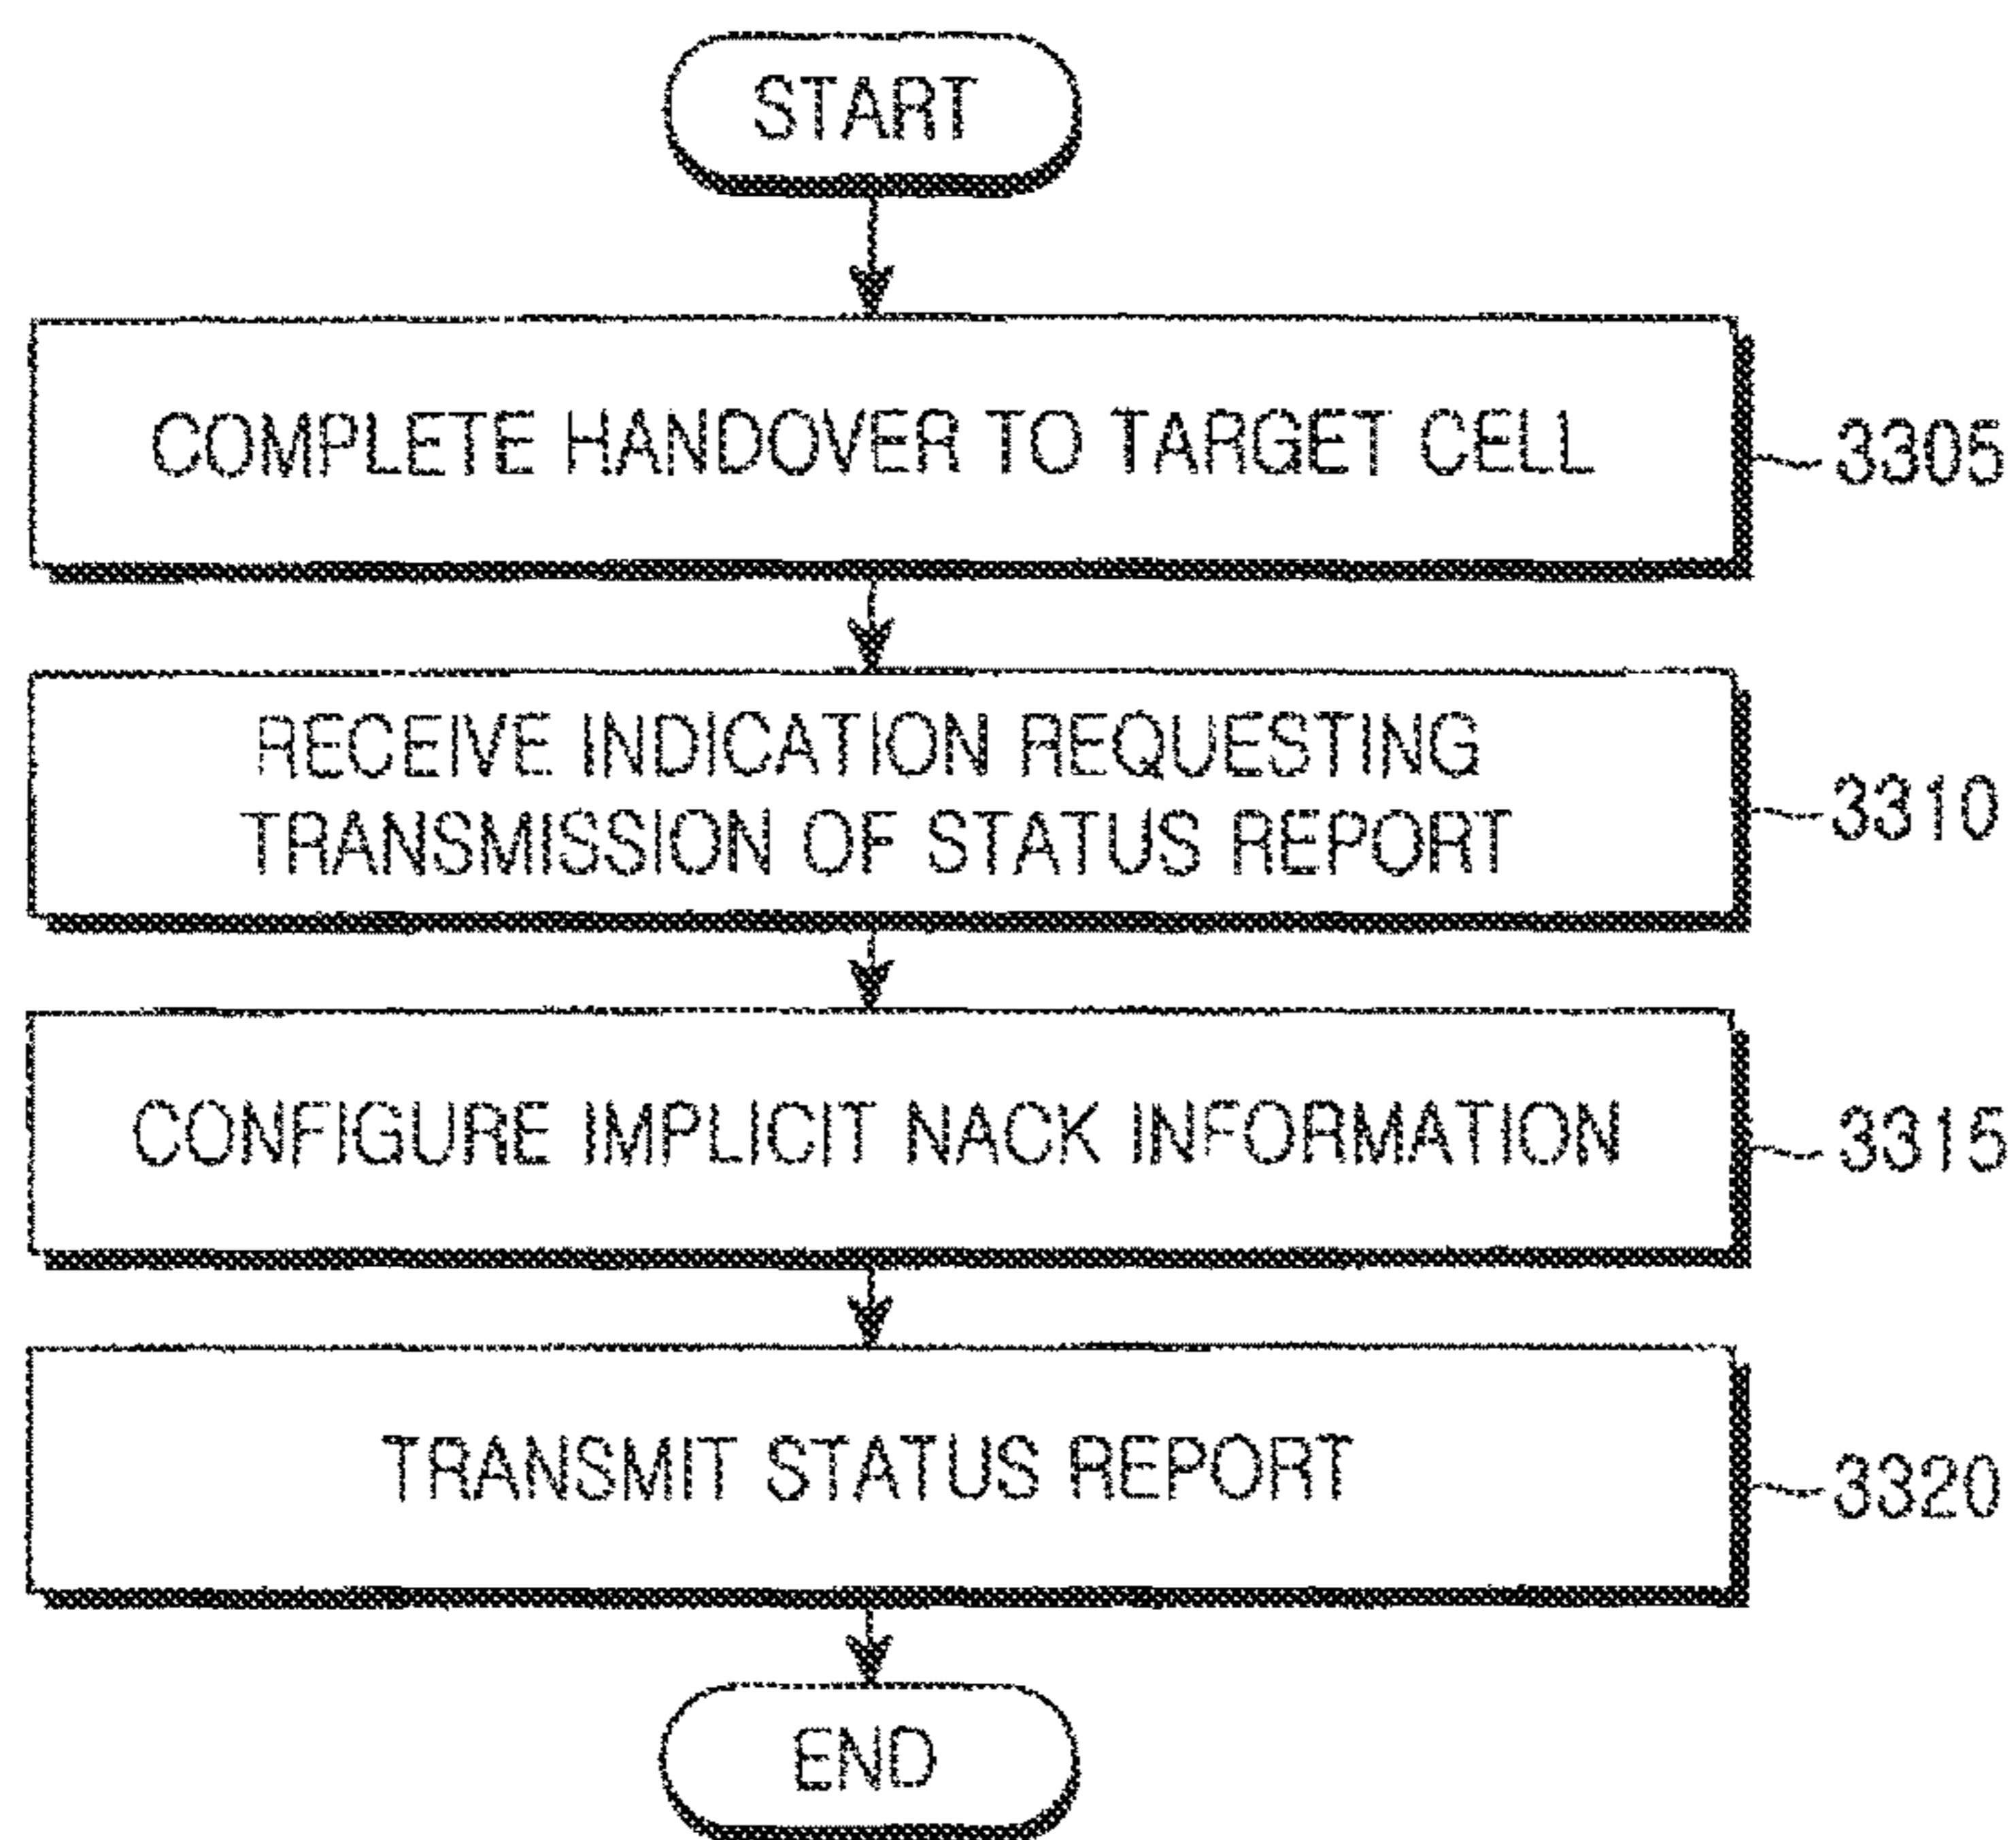 START
COMPLETE HANDOVER TO TARGET CELL
3305
RECEIVE INDICATION REQUESTING
TRANSMISSION OF STATUS REPORT
3310
CONFIGURE IMPLICIT NACK INFORMATION
3315
TRANSMIT STATUS REPORT
3320
END